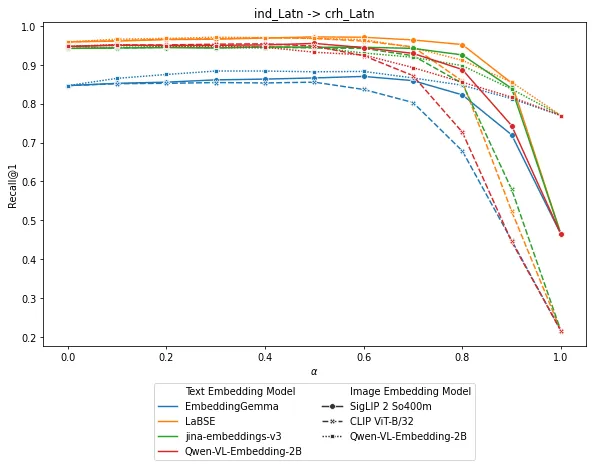 ind_Latn -> crh_Latn
1.0
0.9
0.8
0.7
0.6
0.5
0.4
0.3
0.2
Recall@1
0.0 0.2 0.4 0.6 0.8 1.0
α
Text Embedding Model Image Embedding Model
EmbeddingGemma SigLIP 2 So400m
LaBSE CLIP ViT-B/32
jina-embeddings-v3 Qwen-VL-Embedding-2B
Qwen-VL-Embedding-2B